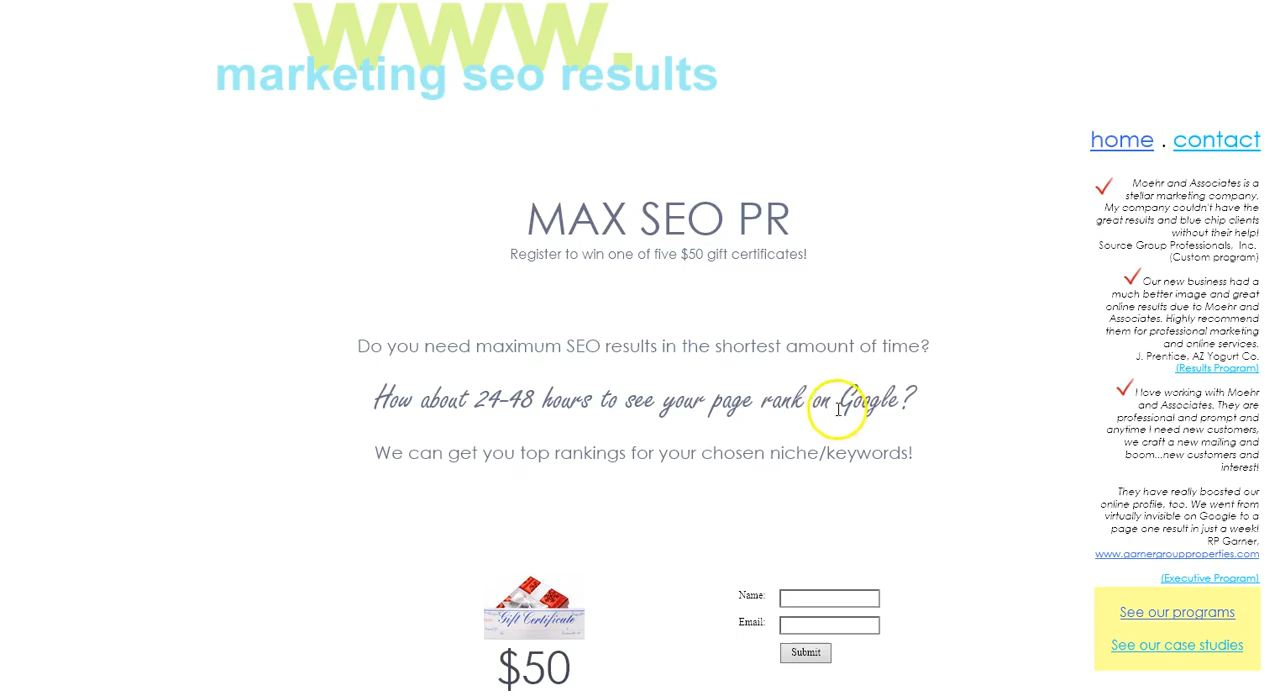 www.
marketing seo results
home . contact
MAX SEO PR
Register to win one of five $50 gift certificates!
Do you need maximum SEO results in the shortest amount of time?
How about 24-48 hours to see your page rank on Google?
We can get you top rankings for your chosen niche/keywords!
Gift Certificate
$50
Name:
Email:
Submit
Moehr and Associates is a
stellar marketing company.
My company couldn't have the
great results and blue chip clients
without their help!
Source Group Professionals, Inc.
(Custom program)
Our new business had a
much better image and great
online results due to Moehr and
Associates. Highly recommend
them for professional marketing
and online services.
J. Prentice, AZ Yogurt Co.
(Results Program)
I love working with Moehr
and Associates. They are
professional and prompt and
anytime I need new customers,
we craft a new mailing and
boom...new customers and
interest!
They have really boosted our
online profile, too. We went from
virtually invisible on Google to a
page one result in just a week!
RP Garner,
www.garnergroupproperties.com
(Executive Program)
See our programs
See our case studies